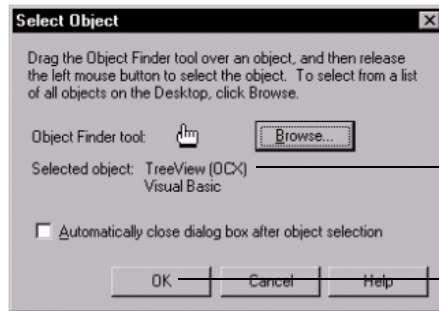 Select Object
Drag the Object Finder tool over an object, and then release
the left mouse button to select the object. To select from a list
of all objects on the Desktop, click Browse.
Object Finder tool:
Browse...
Selected object: TreeView (OCX)
Visual Basic
Automatically close dialog box after object selection
OK Cancel Help